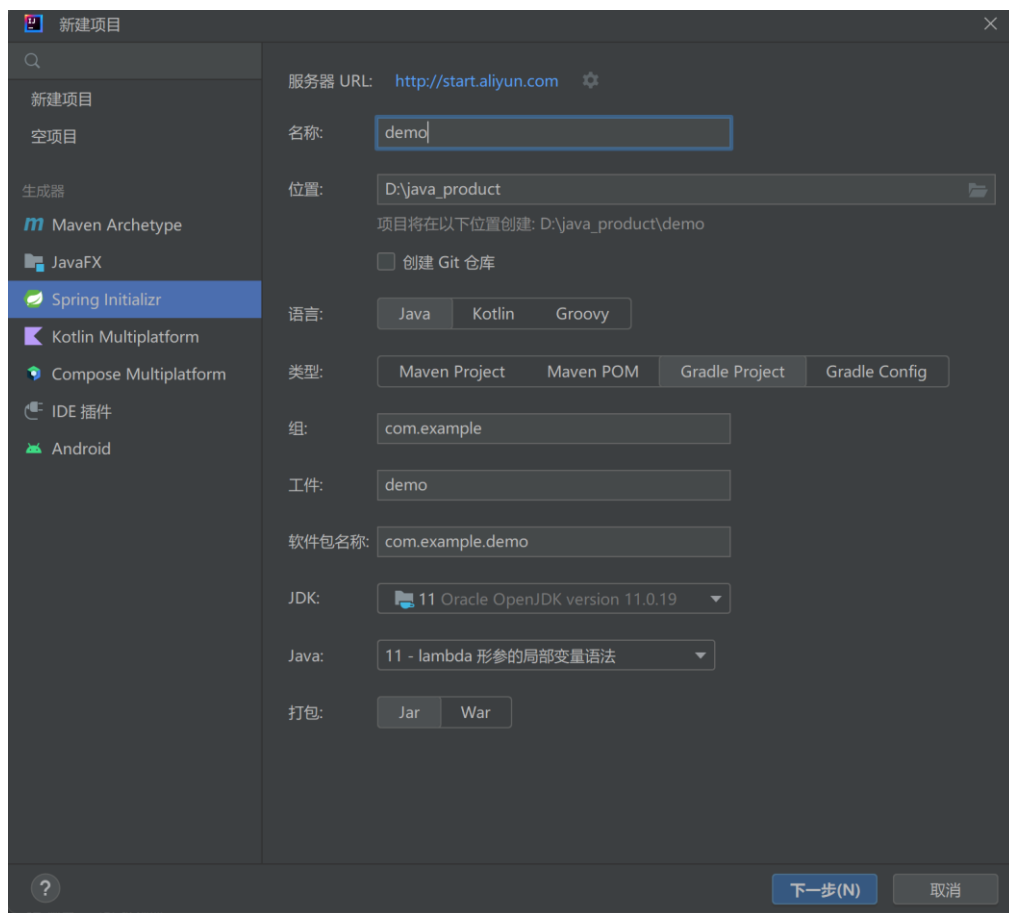 新建项目
新建项目
空项目
生成器
Maven Archetype
JavaFX
Spring Initializr
Kotlin Multiplatform
Compose Multiplatform
IDE 插件
Android
服务器 URL: http://start.aliyun.com
名称: demo
位置: D:\java_product
项目将在以下位置创建: D:\java_product\demo
创建 Git 仓库
语言: Java Kotlin Groovy
类型: Maven Project Maven POM Gradle Project Gradle Config
组: com.example
工件: demo
软件包名称: com.example.demo
JDK: 11 Oracle OpenJDK version 11.0.19
Java: 11 - lambda 形参的局部变量语法
打包: Jar War
? 下一步(N) 取消